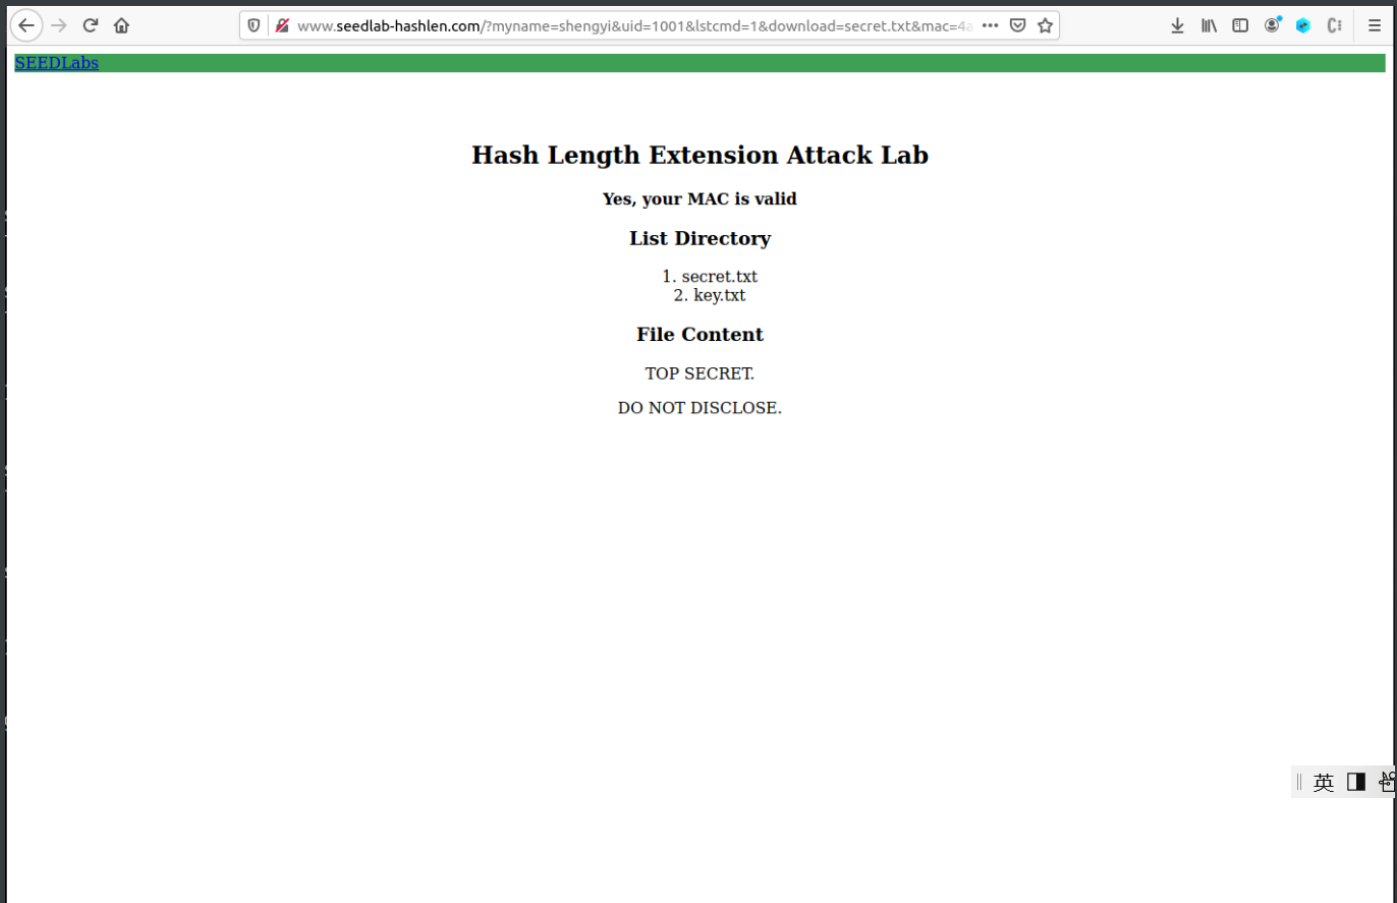 www.seedlab-hashlen.com/?myname=shengyi&uid=1001&lstcmd=1&download=secret.txt&mac=4a
SEEDLabs
Hash Length Extension Attack Lab
Yes, your MAC is valid
List Directory
1. secret.txt
2. key.txt
File Content
TOP SECRET.
DO NOT DISCLOSE.
英